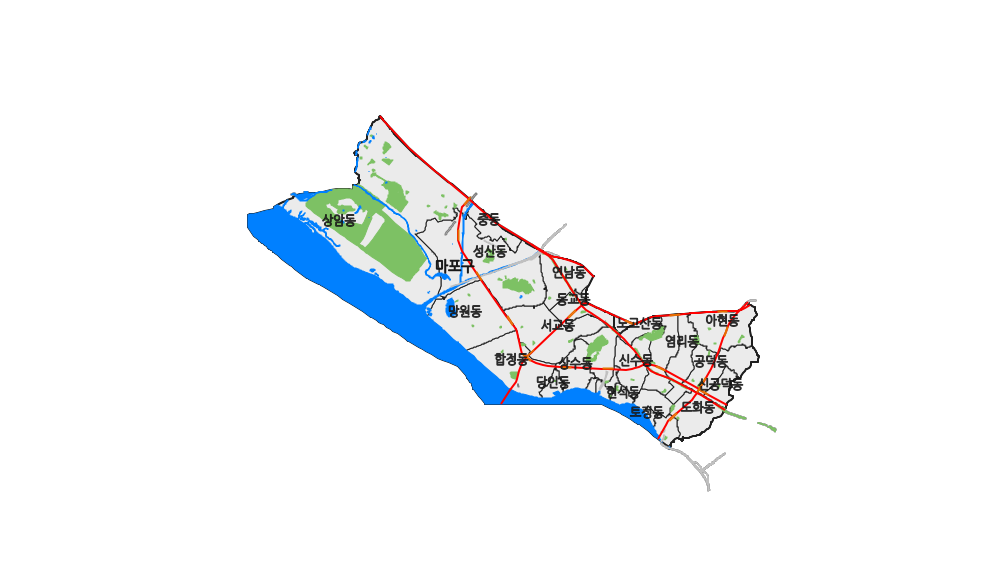 중동
상암동
성산동
마포구
연남동
동교동
망원동
서교동
노고산동
아현동
염리동
합정동
상수동
신수동
공덕동
당인동
현석동
신공덕동
토정동
도화동